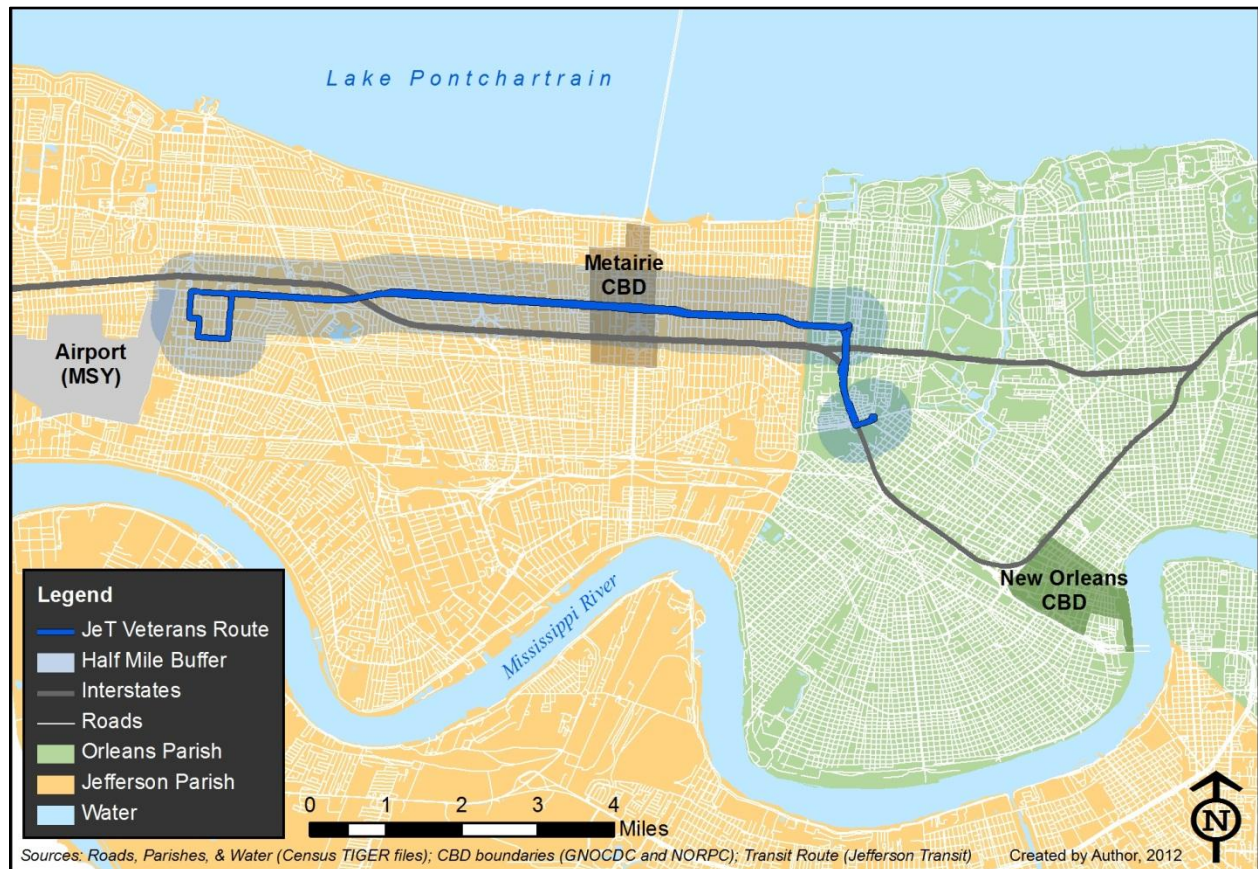 Lake Pontchartrain
Metairie
CBD
Airport
(MSY)
New Orleans
CBD
Mississippi River
Legend
JeT Veterans Route
Half Mile Buffer
Interstates
Roads
Orleans Parish
Jefferson Parish
Water
0 1 2 3 4
Miles
N
Sources: Roads, Parishes, & Water (Census TIGER files); CBD boundaries (GNOCDC and NORPC); Transit Route (Jefferson Transit) Created by Author, 2012